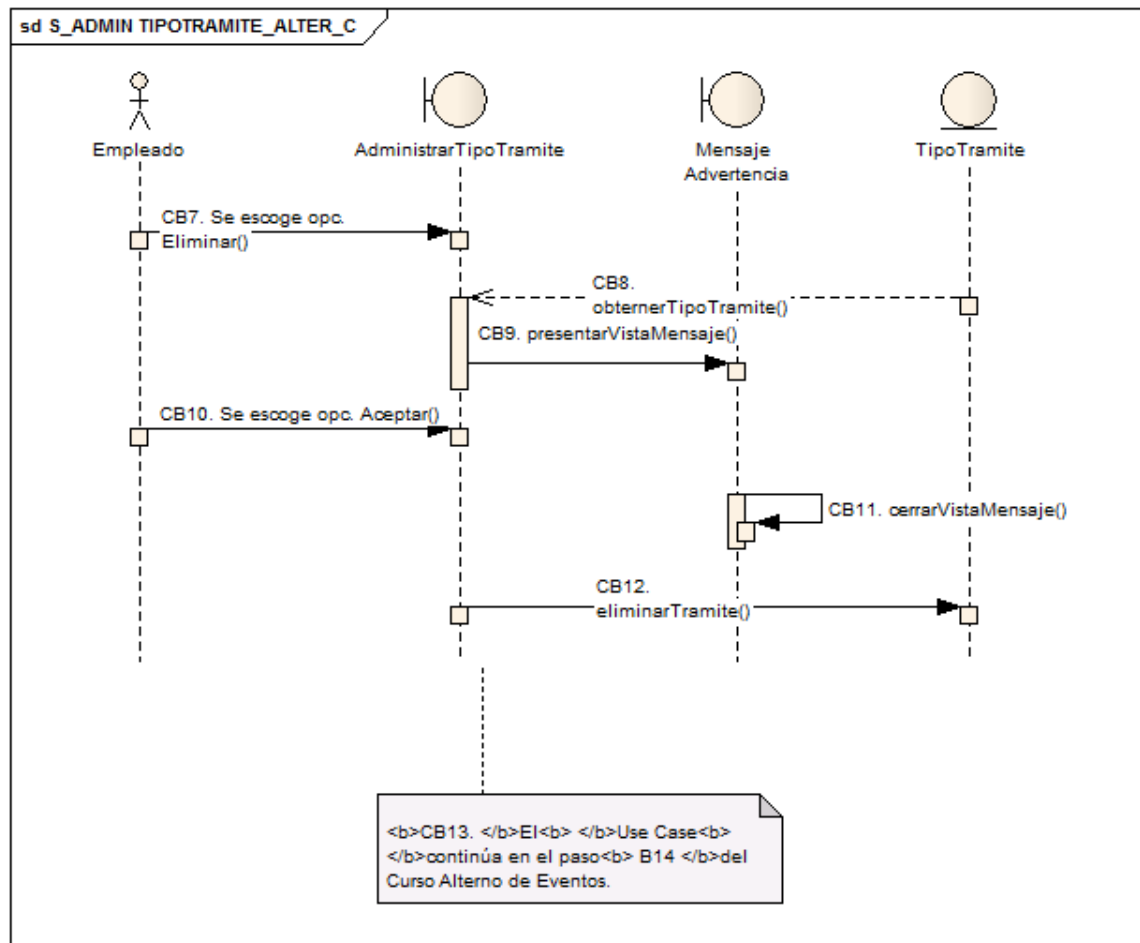 sd S_ADMIN TIPOTRAMITE_ALTER_C
Empleado
AdministrarTipoTramite
Mensaje
Advertencia
TipoTramite
CB7. Se escoge opc.
Eliminar()
CB8.
obternerTipoTramite()
CB9. presentarVistaMensaje()
CB10. Se escoge opc. Aceptar()
CB11. cerrarVistaMensaje()
CB12.
eliminarTramite()
<b>CB13. </b>El<b> </b>Use Case<b>
</b>continúa en el paso<b> B14 </b>del
Curso Alterno de Eventos.